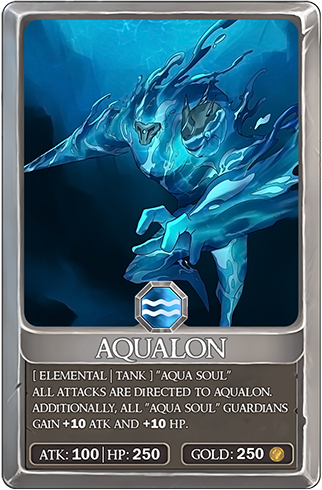 AQUALON
[ ELEMENTAL | TANK ] "AQUA SOUL"
ALL ATTACKS ARE DIRECTED TO AQUALON.
ADDITIONALLY, ALL "AQUA SOUL" GUARDIANS
GAIN +10 ATK AND +10 HP.
ATK: 100 | HP: 250 GOLD: 250